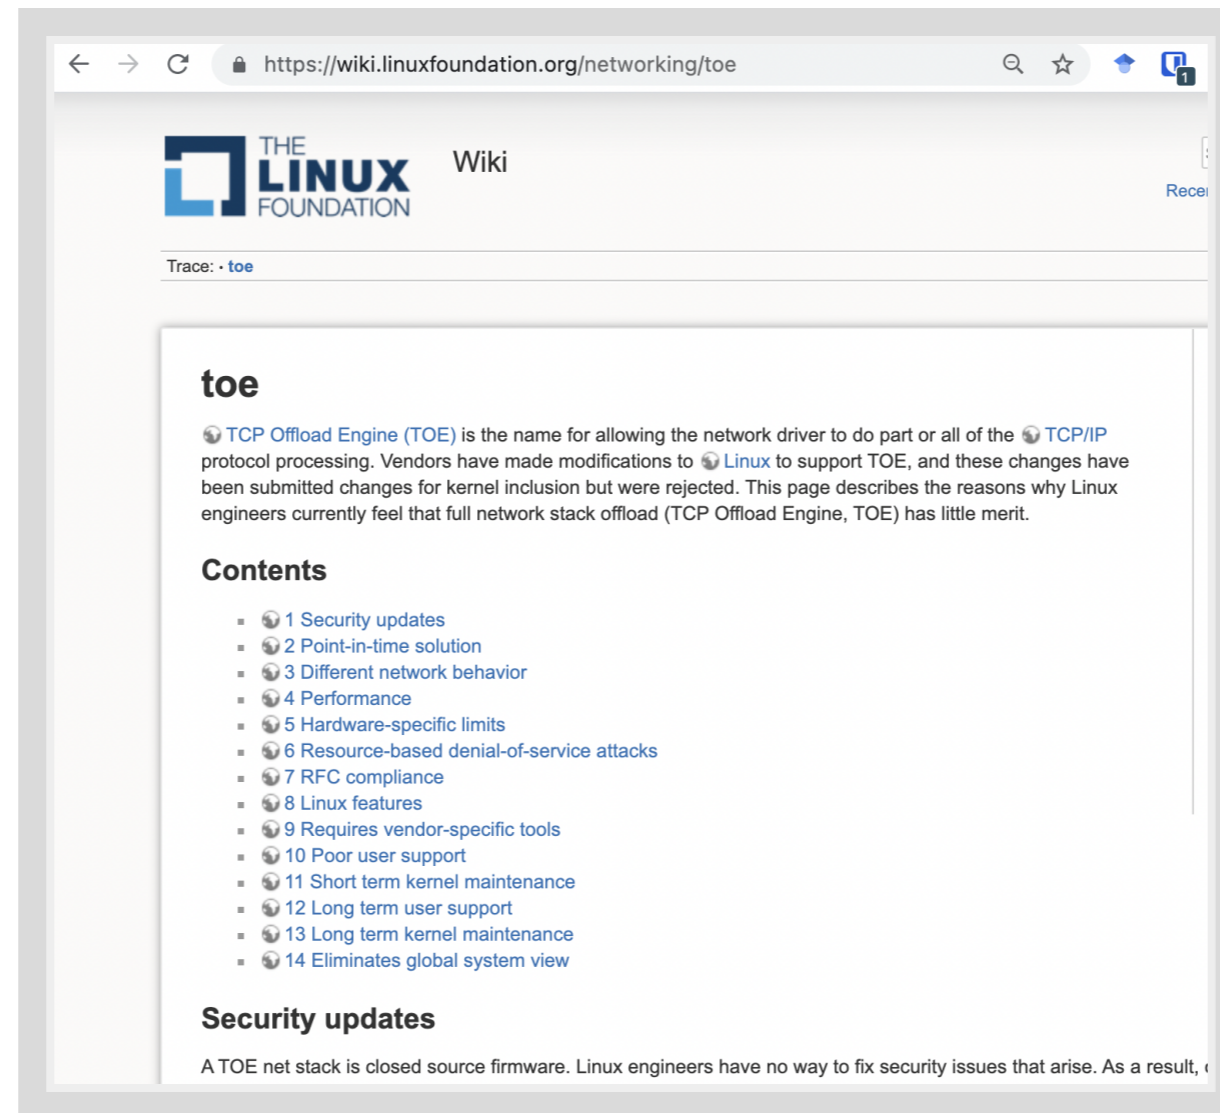 https://wiki.linuxfoundation.org/networking/toe
1
THE
LINUX
FOUNDATION
Wiki
Trace: • toe
toe
TCP Offload Engine (TOE) is the name for allowing the network driver to do part or all of the TCP/IP
protocol processing. Vendors have made modifications to Linux to support TOE, and these changes have
been submitted changes for kernel inclusion but were rejected. This page describes the reasons why Linux
engineers currently feel that full network stack offload (TCP Offload Engine, TOE) has little merit.
Contents
1 Security updates
2 Point-in-time solution
3 Different network behavior
4 Performance
5 Hardware-specific limits
6 Resource-based denial-of-service attacks
7 RFC compliance
8 Linux features
9 Requires vendor-specific tools
10 Poor user support
11 Short term kernel maintenance
12 Long term user support
13 Long term kernel maintenance
14 Eliminates global system view
Security updates
A TOE net stack is closed source firmware. Linux engineers have no way to fix security issues that arise. As a result,